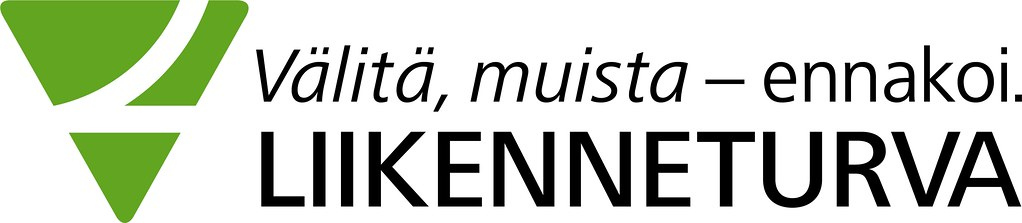 Välitä, muista – ennakoi.
LIIKENNETURVA